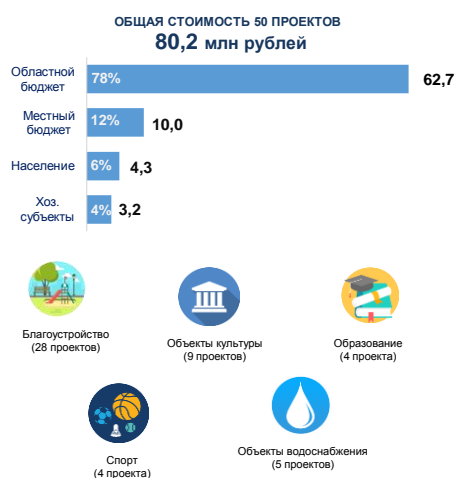 ОБЩАЯ СТОИМОСТЬ 50 ПРОЕКТОВ
80,2 млн рублей
Областной
бюджет
78%
62,7
Местный
бюджет
12%
10,0
Население
6%
4,3
Хоз.
субъекты
4%
3,2
Благоустройство
(28 проектов)
Объекты культуры
(9 проектов)
Образование
(4 проекта)
Спорт
(4 проекта)
Объекты водоснабжения
(5 проектов)